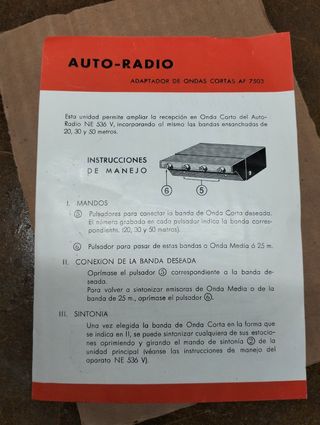 AUTO-RADIO
ADAPTADOR DE ONDAS CORTAS AF 7503
Esta unidad permite ampliar la recepción en Onda Corta del Auto-
Radio NE 536 V, incorporando al mismo las bandas ensanchadas de
20, 30 y 50 metros.
INSTRUCCIONES
DE MANEJO
6 5
I. MANDOS
5 Pulsadores para conectar la banda de Onda Corta deseada.
El número grabado en cada pulsador indica la banda corres-
pondiente. (20, 30 y 50 metros).
6 Pulsador para pasar de estas bandas a Onda Media ó 25 m.
II. CONEXION DE LA BANDA DESEADA
Oprímase el pulsador 5 correspondiente a la banda de-
seada.
Para volver a sintonizar emisoras de Onda Media o de la
banda de 25 m., oprímase el pulsador 6.
III. SINTONIA
Una vez elegida la banda de Onda Corta en la forma que
se indica en II, se puede sintonizar cualquiera de sus estacio-
nes oprimiendo y girando el mando de sintonía 2 de la
unidad principal (véanse las instrucciones de manejo del
aparato NE 536 V).